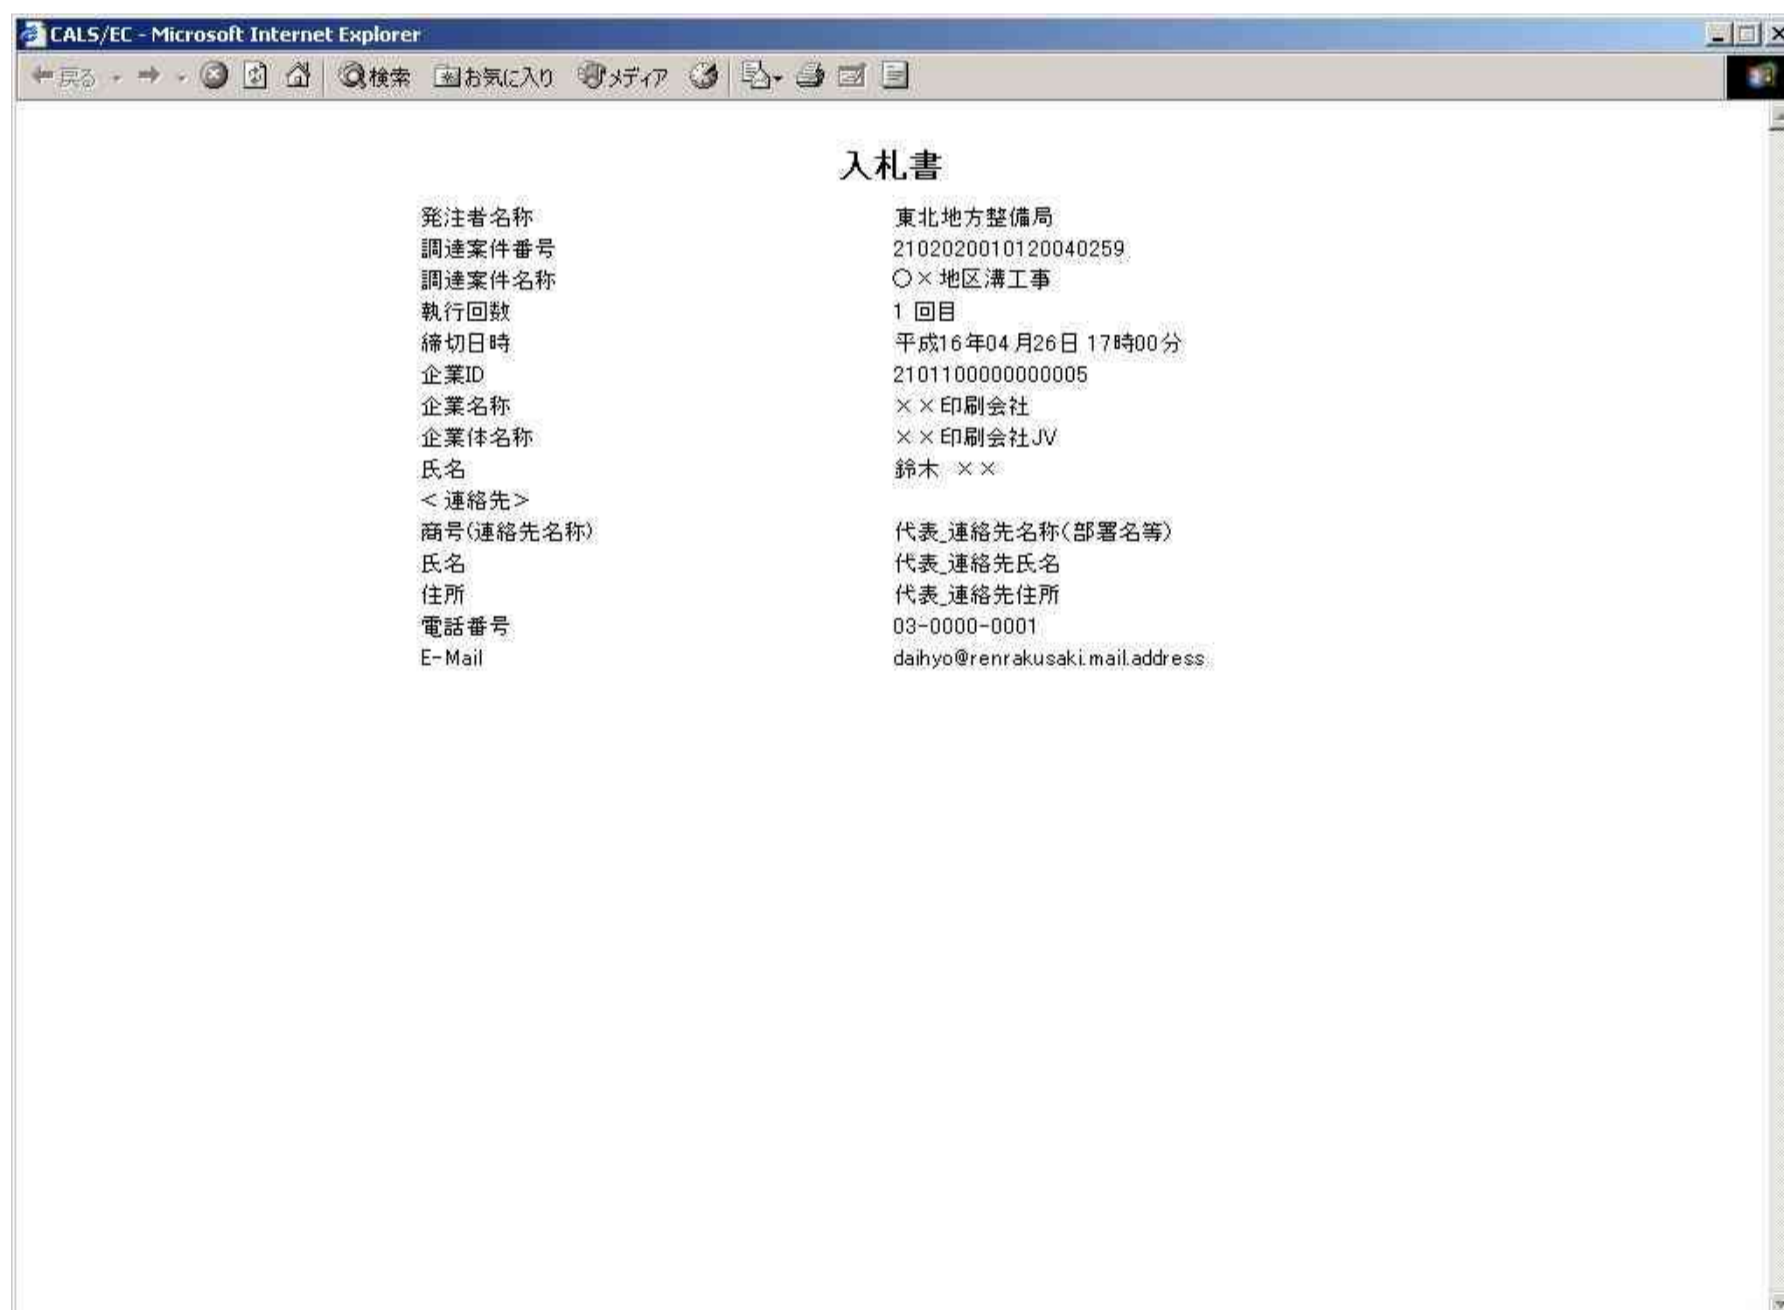 CALS/EC - Microsoft Internet Explorer
戻る 検索 お気に入り メディア
入札書
発注者名称 東北地方整備局
調達案件番号 2102020010120040259
調達案件名称 〇×地区溝工事
執行回数 1 回目
締切日時 平成16年04月26日 17時00分
企業ID 2101100000000005
企業名称 ××印刷会社
企業体名称 ××印刷会社JV
氏名 鈴木 ××
<連絡先>
商号(連絡先名称) 代表_連絡先名称(部署名等)
氏名 代表_連絡先氏名
住所 代表_連絡先住所
電話番号 03-0000-0001
E-Mail daihyo@renrakusaki.mail.address